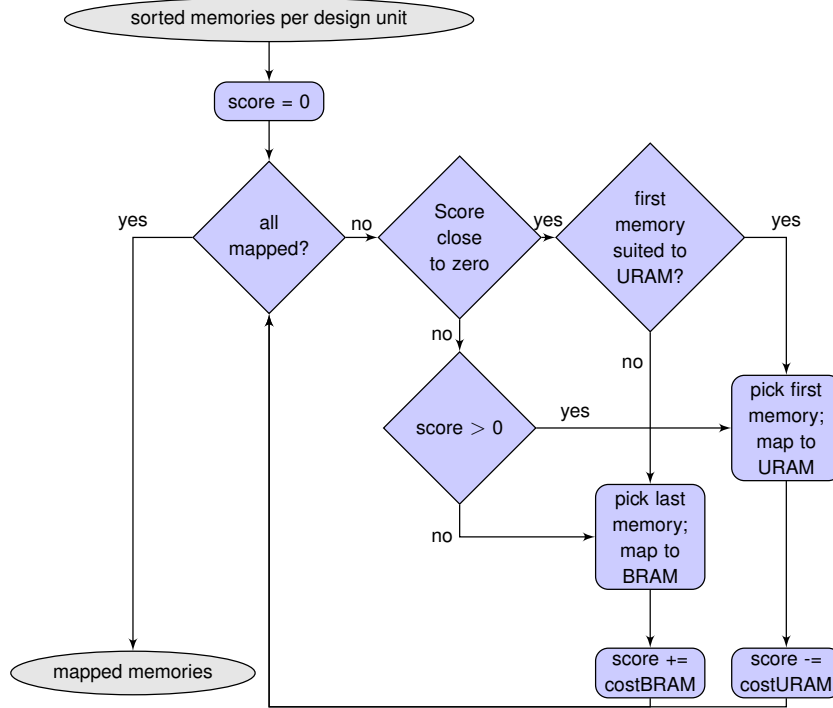 sorted memories per design unit
score = 0
all
mapped?
yes
no
Score
close
to zero
yes
first
memory
suited to
URAM?
yes
no
no
score > 0
yes
pick first
memory;
map to
URAM
no
pick last
memory;
map to
BRAM
mapped memories
score +=
costBRAM
score -=
costURAM